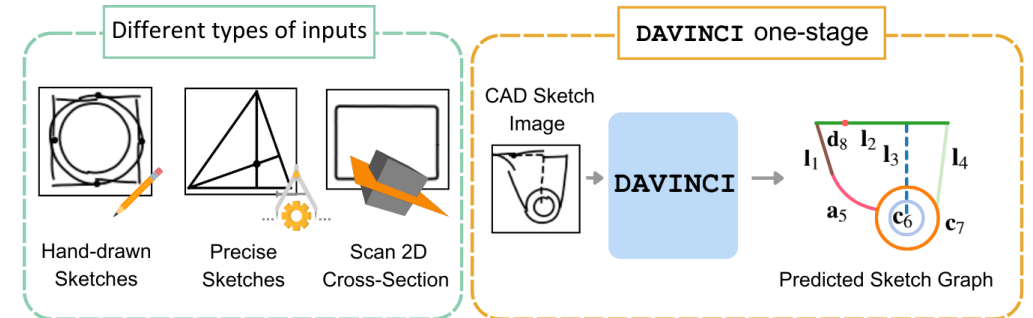 Different types of inputs
Hand-drawn
Sketches
Precise
Sketches
Scan 2D
Cross-Section
DAVINCI one-stage
CAD Sketch
Image
DAVINCI
d8
l2
l1
l3
l4
a5
c6
c7
Predicted Sketch Graph